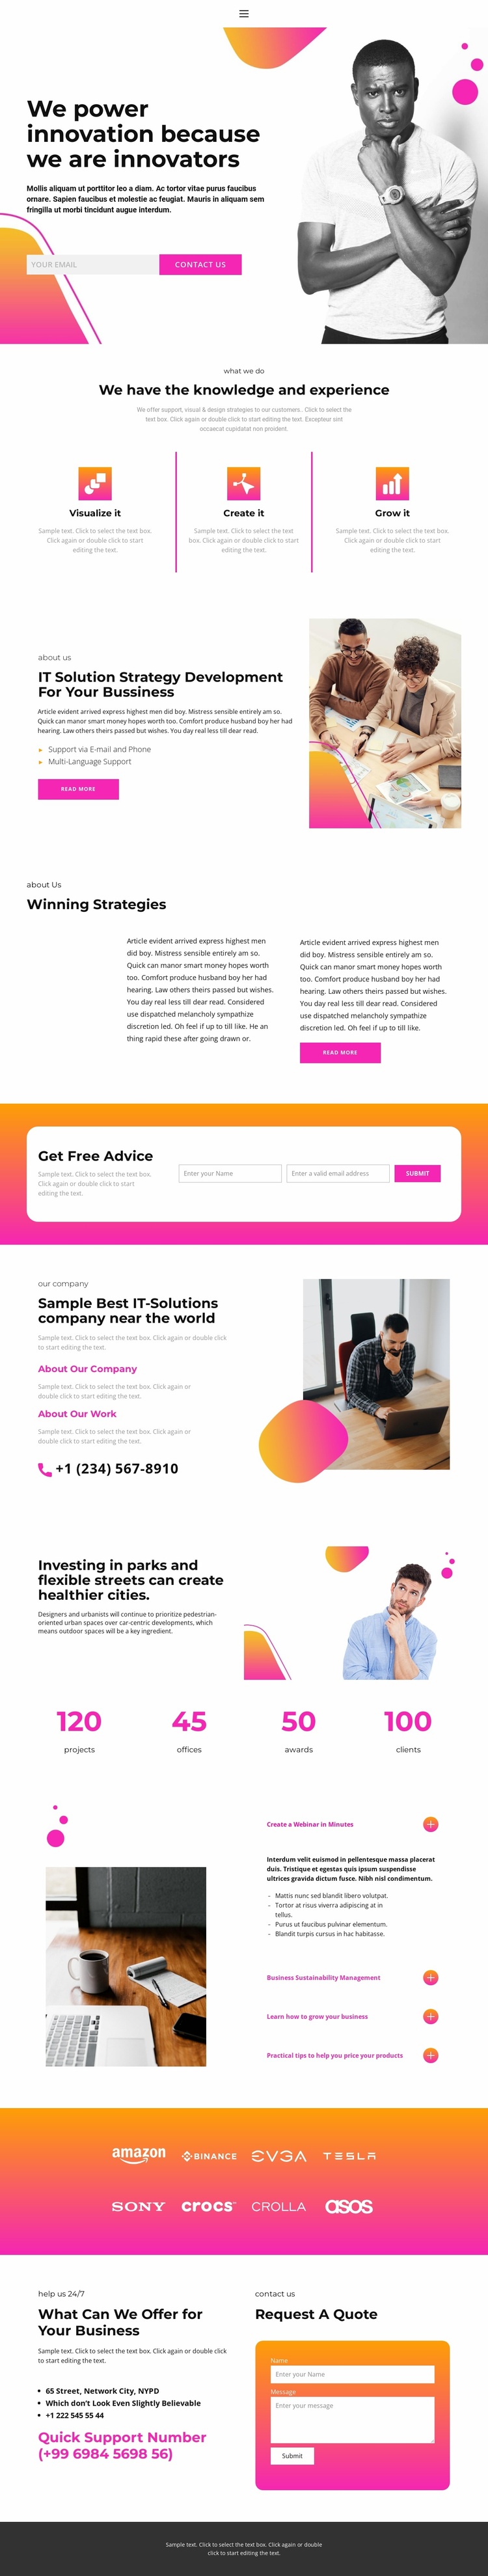 We power
innovation because
we are innovators
Mollis aliquam ut porttitor leo a diam. Ac tortor vitae purus faucibus
ornare. Sapien faucibus et molestie ac feugiat. Mauris in aliquam sem
fringilla ut morbi tincidunt augue interdum.
YOUR EMAIL
CONTACT US
what we do
We have the knowledge and experience
We offer support, visual & design strategies to our customers.. Click to select the
text box. Click again or double click to start editing the text. Excepteur sint
occaecat cupidatat non proident.
Visualize it
Sample text. Click to select the text box.
Click again or double click to start
editing the text.
Create it
Sample text. Click to select the text
box. Click again or double click to start
editing the text.
Grow it
Sample text. Click to select the text box.
Click again or double click to start
editing the text.
about us
IT Solution Strategy Development
For Your Bussiness
Article evident arrived express highest men did boy. Mistress sensible entirely am so.
Quick can manor smart money hopes worth too. Comfort produce husband boy her had
hearing. Law others theirs passed but wishes. You day real less till dear read.
Support via E-mail and Phone
Multi-Language Support
READ MORE
about Us
Winning Strategies
Article evident arrived express highest men
did boy. Mistress sensible entirely am so.
Quick can manor smart money hopes worth
too. Comfort produce husband boy her had
hearing. Law others theirs passed but wishes.
You day real less till dear read. Considered
use dispatched melancholy sympathize
discretion led. Oh feel if up to till like. He an
thing rapid these after going drawn or.
Article evident arrived express highest men
did boy. Mistress sensible entirely am so.
Quick can manor smart money hopes worth
too. Comfort produce husband boy her had
hearing. Law others theirs passed but wishes.
You day real less till dear read. Considered
use dispatched melancholy sympathize
discretion led. Oh feel if up to till like.
READ MORE
Get Free Advice
Sample text. Click to select the text box.
Click again or double click to start
editing the text.
Enter your Name
Enter a valid email address
SUBMIT
our company
Sample Best IT-Solutions
company near the world
Sample text. Click to select the text box. Click again or double click
to start editing the text.
About Our Company
Sample text. Click to select the text box. Click again or
double click to start editing the text.
About Our Work
Sample text. Click to select the text box. Click again or
double click to start editing the text.
+1 (234) 567-8910
Investing in parks and
flexible streets can create
healthier cities.
Designers and urbanists will continue to prioritize pedestrian-
oriented urban spaces over car-centric developments, which
means outdoor spaces will be a key ingredient.
120
projects
45
offices
50
awards
100
clients
Create a Webinar in Minutes
Interdum velit euismod in pellentesque massa placerat
duis. Tristique et egestas quis ipsum suspendisse
ultrices gravida dictum fusce. Nibh nisl condimentum.
- Mattis nunc sed blandit libero volutpat.
- Tortor at risus viverra adipiscing at in
tellus.
- Purus ut faucibus pulvinar elementum.
- Blandit turpis cursus in hac habitasse.
Business Sustainability Management
Learn how to grow your business
Practical tips to help you price your products
amazon
BINANCE
EVGA
TESLA
SONY
crocs™
CROLLA
asos
help us 24/7
What Can We Offer for
Your Business
Sample text. Click to select the text box. Click again or double click
to start editing the text.
• 65 Street, Network City, NYPD
• Which don't Look Even Slightly Believable
• +1 222 545 55 44
Quick Support Number
(+99 6984 5698 56)
contact us
Request A Quote
Name
Enter your Name
Message
Enter your message
Submit
Sample text. Click to select the text box. Click again or double
click to start editing the text.